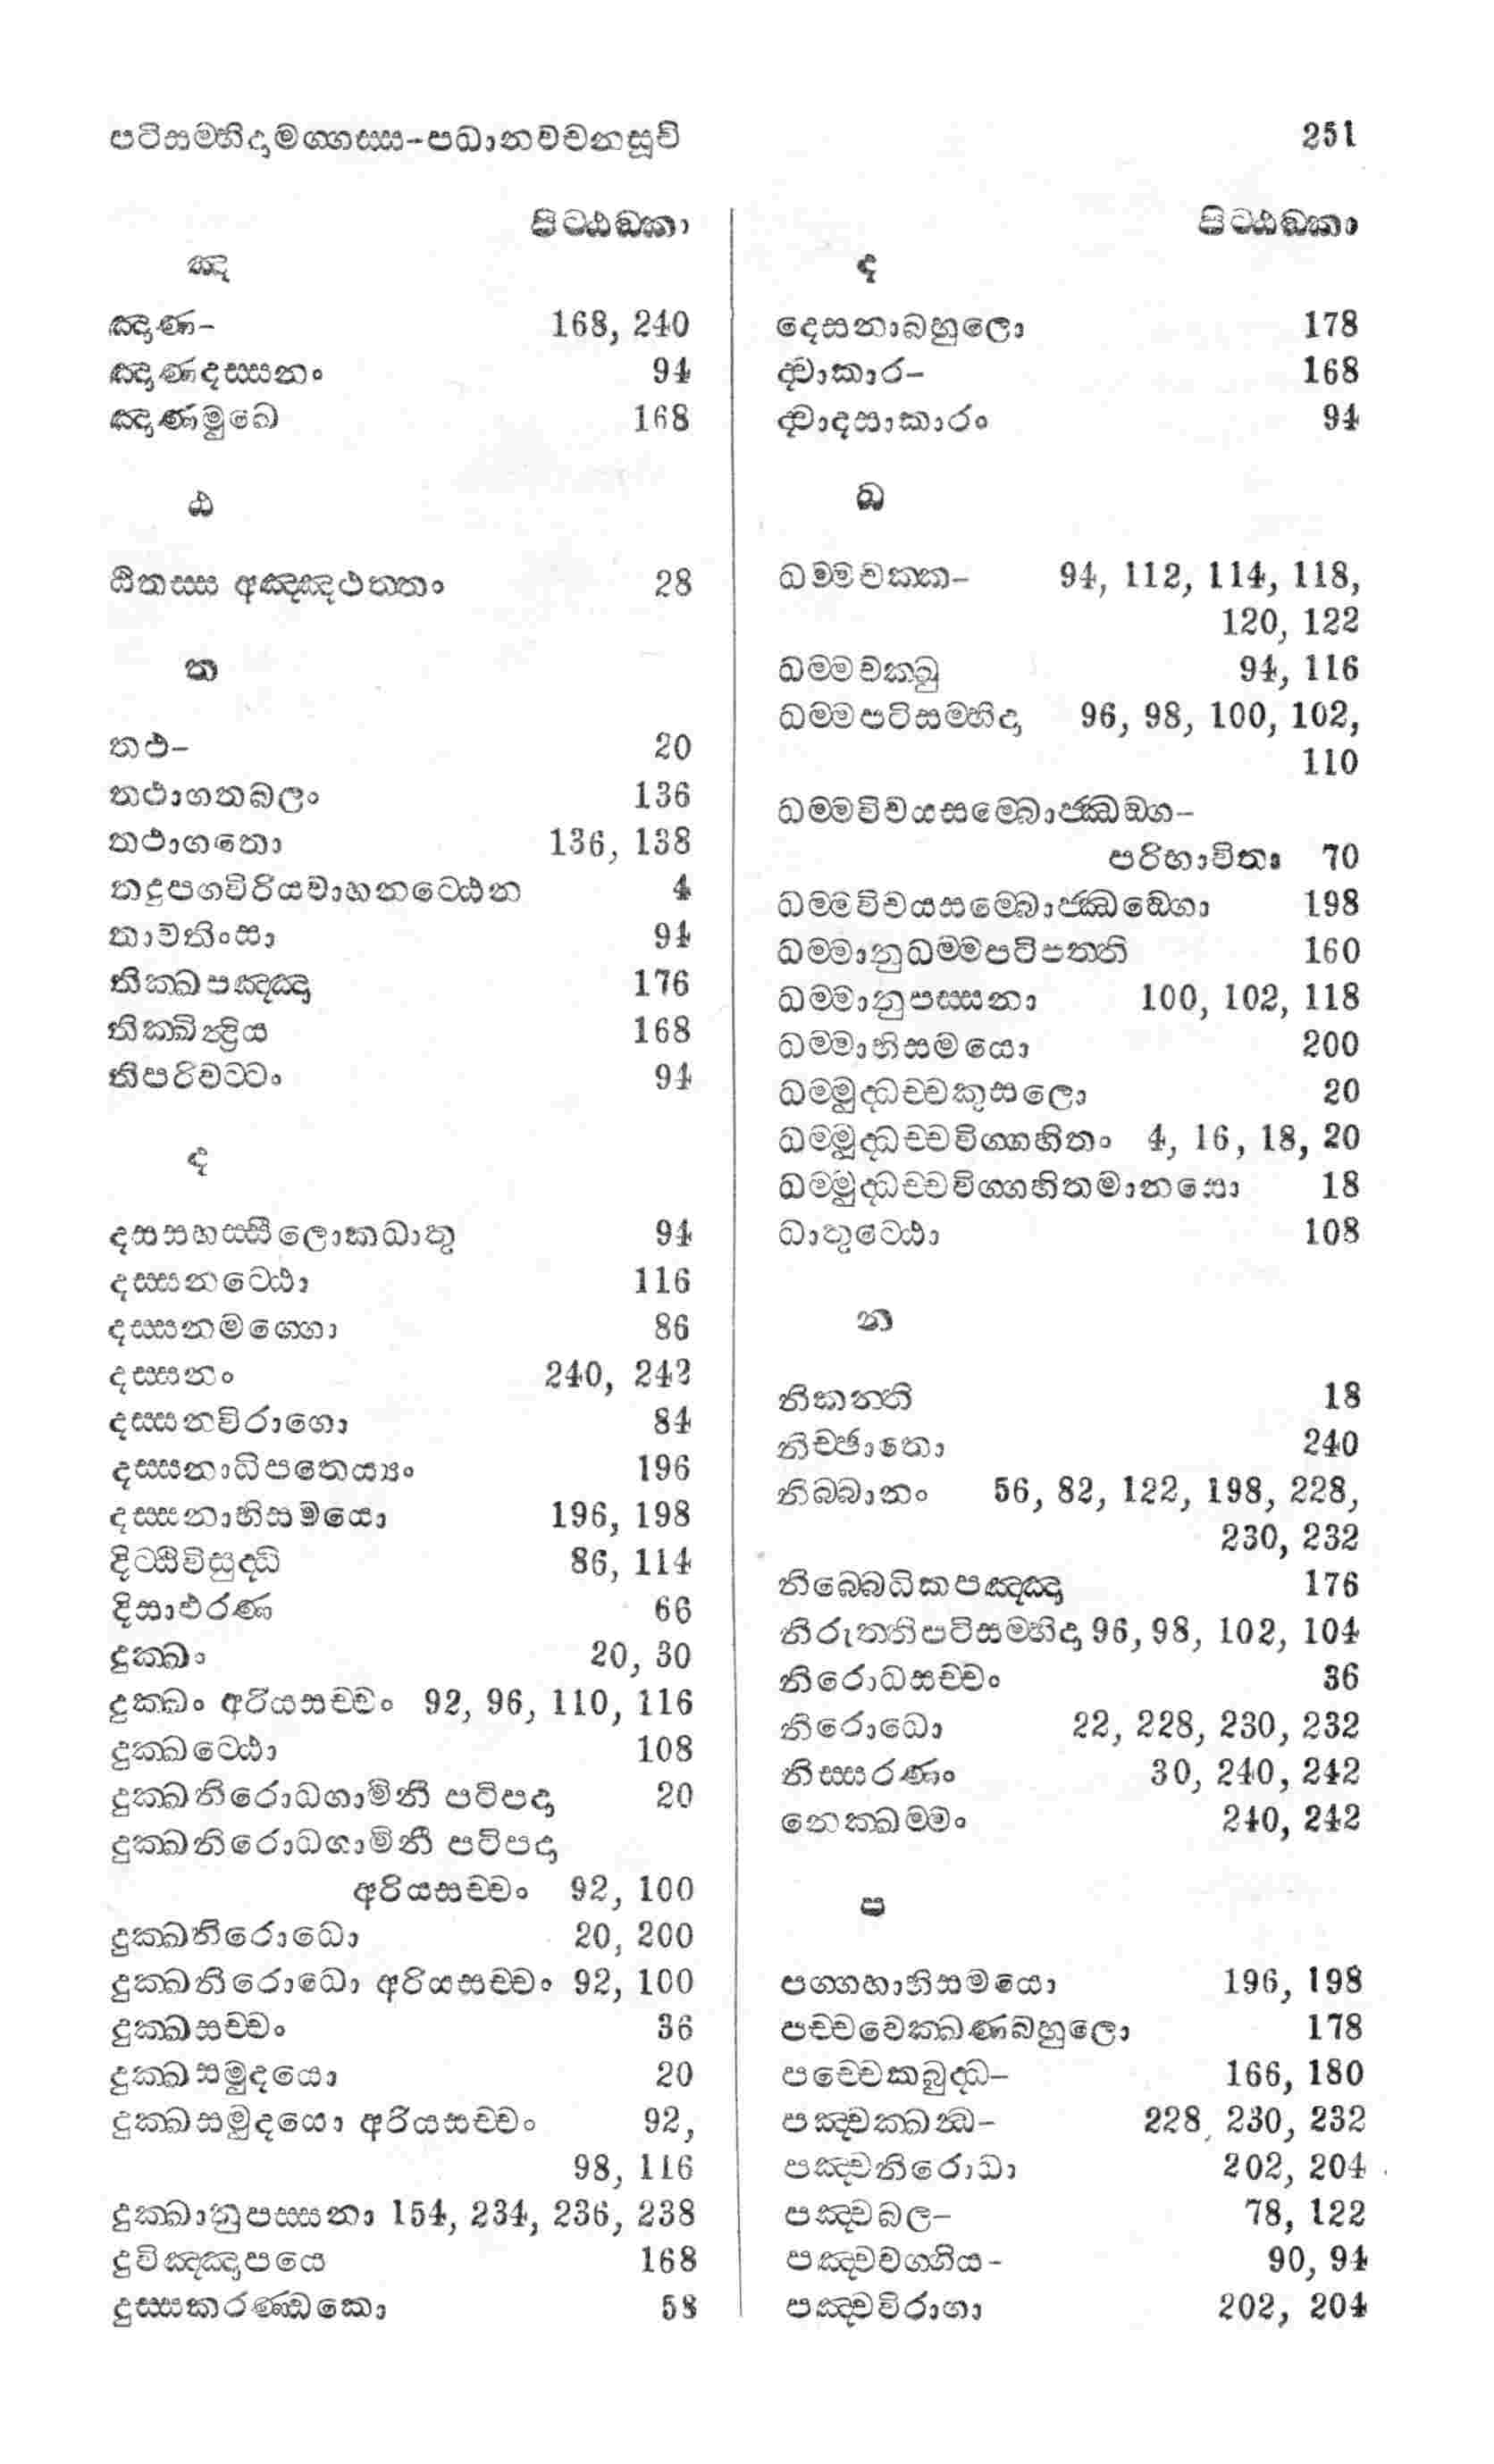 පටිසම්භිදාමග්ගස්ස-පධානවචනසූචි 251
පිට්ඨඞ්කා
ඤ
ඤාණ- 168, 240
ඤාණදස්සනං 94
ඤාණමුඛෙ 168
ඨ
ඨිතස්ස අඤ්ඤථත්තං 28
ත
තථ- 20
තථාගතබලං 136
තථාගතො 136, 138
තදුපගවිරියවාහනට්ඨෙන 4
තාවතිංසා 94
තික්ඛපඤ්ඤා 176
තික්ඛින්ද්‍රිය 168
තිපරිවට්ටං 94
ද
දසසහස්සීලොකධාතු 94
දස්සනට්ඨො 116
දස්සනමග්ගො 86
දස්සනං 240, 242
දස්සනවිරාගො 84
දස්සනාධිපතෙය්‍යං 196
දස්සනාභිසමයො 196, 198
දිට්ඨිවිසුද්ධි 86, 114
දිසාඵරණ 66
දුක්ඛං 20, 30
දුක්ඛං අරියසච්චං 92, 96, 110, 116
දුක්ඛට්ඨො 108
දුක්ඛනිරොධගාමිනී පටිපදා 20
දුක්ඛනිරොධගාමිනී පටිපදා
අරියසච්චං 92, 100
දුක්ඛනිරොධො 20, 200
දුක්ඛනිරොධො අරියසච්චං 92, 100
දුක්ඛසච්චං 36
දුක්ඛසමුදයො 20
දුක්ඛසමුදයො අරියසච්චං 92,
98, 116
දුක්ඛානුපස්සනා 154, 234, 236, 238
දුවිඤ්ඤාපයෙ 168
දුස්සකරණ්ඩකො 58
පිට්ඨඞ්කා
ද
දෙසනාබහුලො 178
ද්වාකාර- 168
ද්වාදසාකාරං 94
ධ
ධම්මචක්ක- 94, 112, 114, 118,
120, 122
ධම්මචක්ඛු 94, 116
ධම්මපටිසම්භිදා 96, 98, 100, 102,
110
ධම්මවිචයසම්බොජ්ඣඞ්ග-
පරිභාවිතා 70
ධම්මවිචයසම්බොජ්ඣඞ්ගො 198
ධම්මානුධම්මපටිපත්ති 160
ධම්මානුපස්සනා 100, 102, 118
ධම්මාභිසමයො 200
ධම්මුද්ධච්චකුසලො 20
ධම්මුද්ධච්චවිග්ගහිතං 4, 16, 18, 20
ධම්මුද්ධච්චවිග්ගහිතමානසො 18
ධාතුට්ඨො 108
න
නිකන්ති 18
නිච්ඡාතො 240
නිබ්බානං 56, 82, 122, 198, 228,
230, 232
නිබ්බෙධිකපඤ්ඤා 176
නිරුත්තිපටිසම්භිදා 96, 98, 102, 104
නිරොධසච්චං 36
නිරොධො 22, 228, 230, 232
නිස්සරණං 30, 240, 242
නෙක්ඛම්මං 240, 242
ප
පග්ගහාභිසමයො 196, 198
පච්චවෙක්ඛණබහුලො 178
පච්චෙකබුද්ධ- 166, 180
පඤ්චක්ඛන්ධ- 228, 230, 232
පඤ්චනිරොධා 202, 204
පඤ්චබල- 78, 122
පඤ්චවග්ගිය- 90, 94
පඤ්චවිරාගා 202, 204